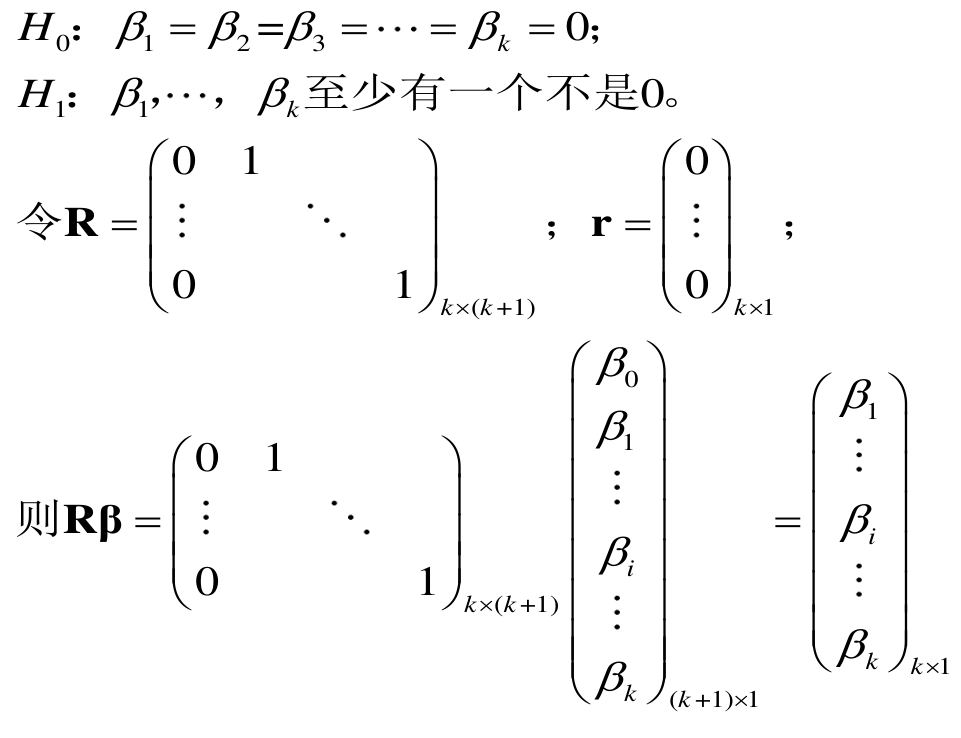 H₀： β₁ = β₂ = β₃ = ⋯ = βₖ = 0；
H₁： β₁,⋯， βₖ至少有一个不是0。
令R = ( 0 1 ; ⋮ ⋱ ; 0 1 )ₖ×₍ₖ₊₁₎ ； r = ( 0 ; ⋮ ; 0 )ₖ×₁ ；
则Rβ = ( 0 1 ; ⋮ ⋱ ; 0 1 )ₖ×₍ₖ₊₁₎ ( β₀ ; β₁ ; ⋮ ; βᵢ ; ⋮ ; βₖ )₍ₖ₊₁₎×₁ = ( β₁ ; ⋮ ; βᵢ ; ⋮ ; βₖ )ₖ×₁